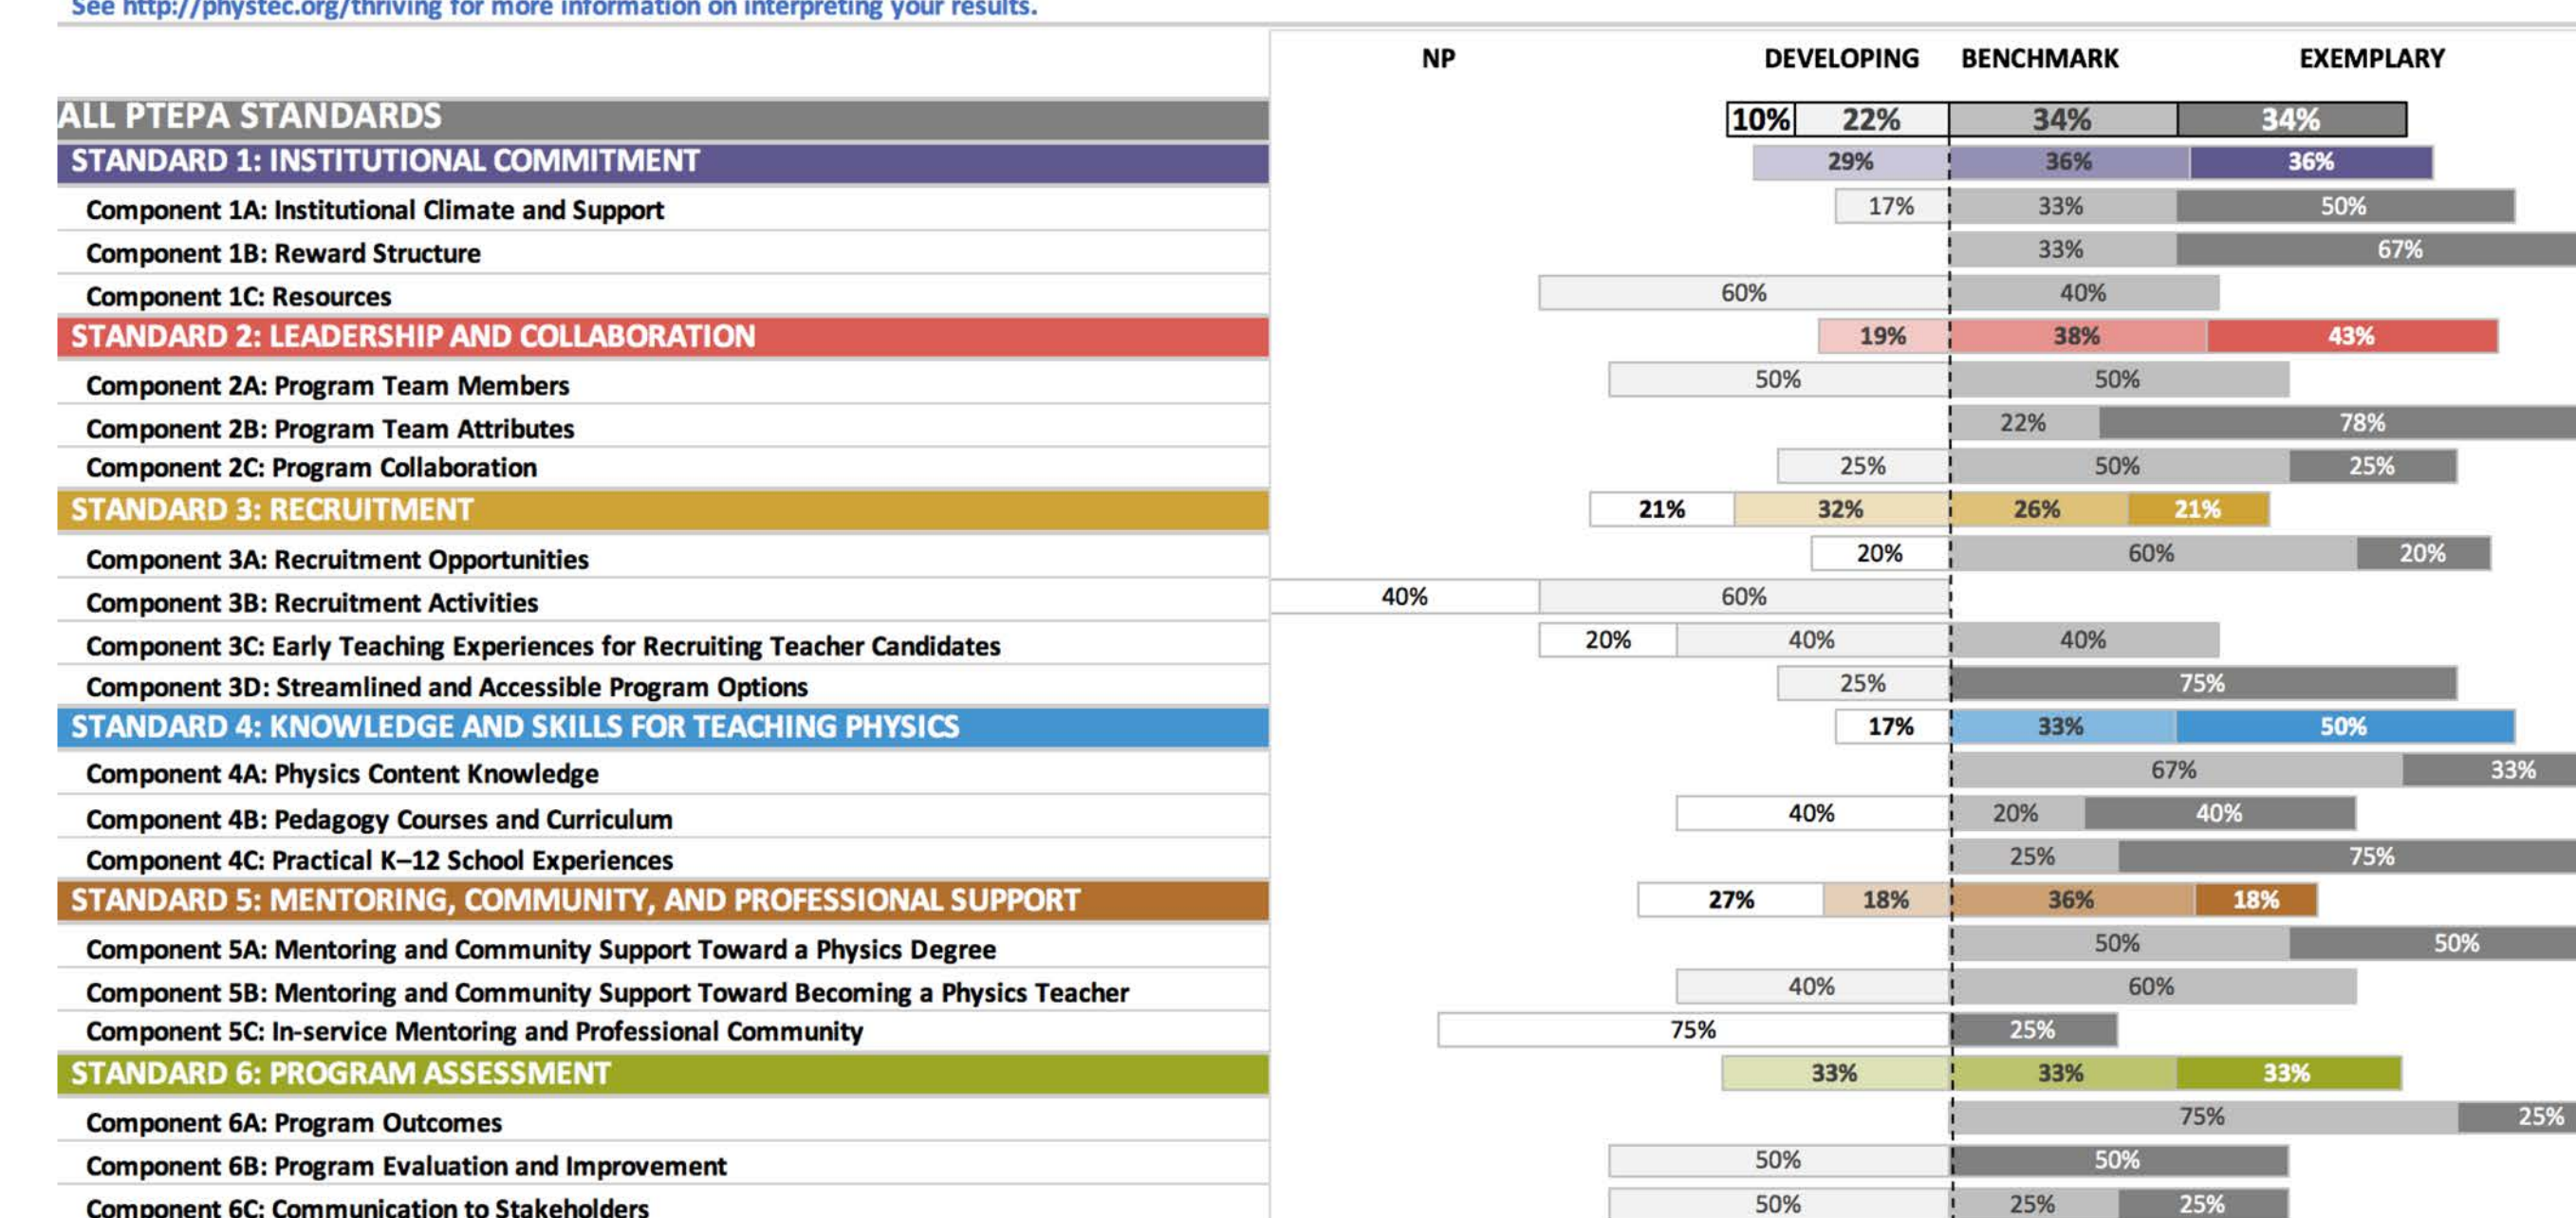 See http://phystec.org/thriving for more information on interpreting your results.
NP DEVELOPING BENCHMARK EXEMPLARY
ALL PTEPA STANDARDS 10% 22% 34% 34%
STANDARD 1: INSTITUTIONAL COMMITMENT 29% 36% 36%
Component 1A: Institutional Climate and Support 17% 33% 50%
Component 1B: Reward Structure 33% 67%
Component 1C: Resources 60% 40%
STANDARD 2: LEADERSHIP AND COLLABORATION 19% 38% 43%
Component 2A: Program Team Members 50% 50%
Component 2B: Program Team Attributes 22% 78%
Component 2C: Program Collaboration 25% 50% 25%
STANDARD 3: RECRUITMENT 21% 32% 26% 21%
Component 3A: Recruitment Opportunities 20% 60% 20%
Component 3B: Recruitment Activities 40% 60%
Component 3C: Early Teaching Experiences for Recruiting Teacher Candidates 20% 40% 40%
Component 3D: Streamlined and Accessible Program Options 25% 75%
STANDARD 4: KNOWLEDGE AND SKILLS FOR TEACHING PHYSICS 17% 33% 50%
Component 4A: Physics Content Knowledge 67% 33%
Component 4B: Pedagogy Courses and Curriculum 40% 20% 40%
Component 4C: Practical K–12 School Experiences 25% 75%
STANDARD 5: MENTORING, COMMUNITY, AND PROFESSIONAL SUPPORT 27% 18% 36% 18%
Component 5A: Mentoring and Community Support Toward a Physics Degree 50% 50%
Component 5B: Mentoring and Community Support Toward Becoming a Physics Teacher 40% 60%
Component 5C: In-service Mentoring and Professional Community 75% 25%
STANDARD 6: PROGRAM ASSESSMENT 33% 33% 33%
Component 6A: Program Outcomes 75% 25%
Component 6B: Program Evaluation and Improvement 50% 50%
Component 6C: Communication to Stakeholders 50% 25% 25%